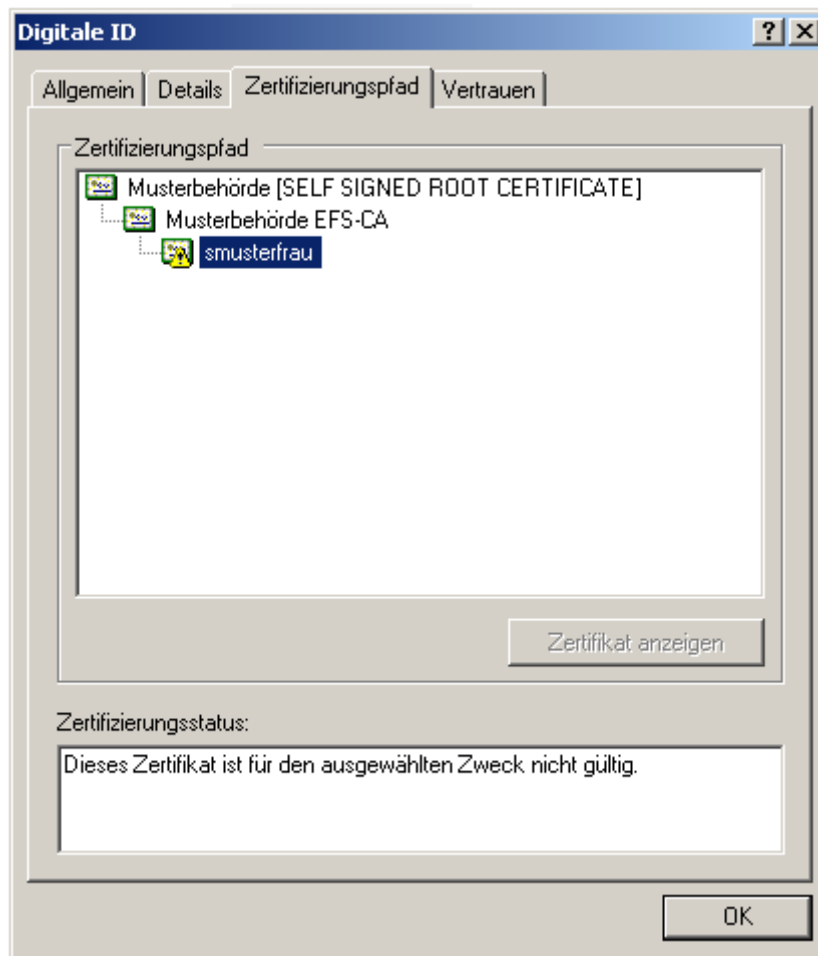 Digitale ID
Allgemein Details Zertifizierungspfad Vertrauen
Zertifizierungspfad
Musterbehörde [SELF SIGNED ROOT CERTIFICATE]
Musterbehörde EFS-CA
smusterfrau
Zertifikat anzeigen
Zertifizierungsstatus:
Dieses Zertifikat ist für den ausgewählten Zweck nicht gültig.
OK